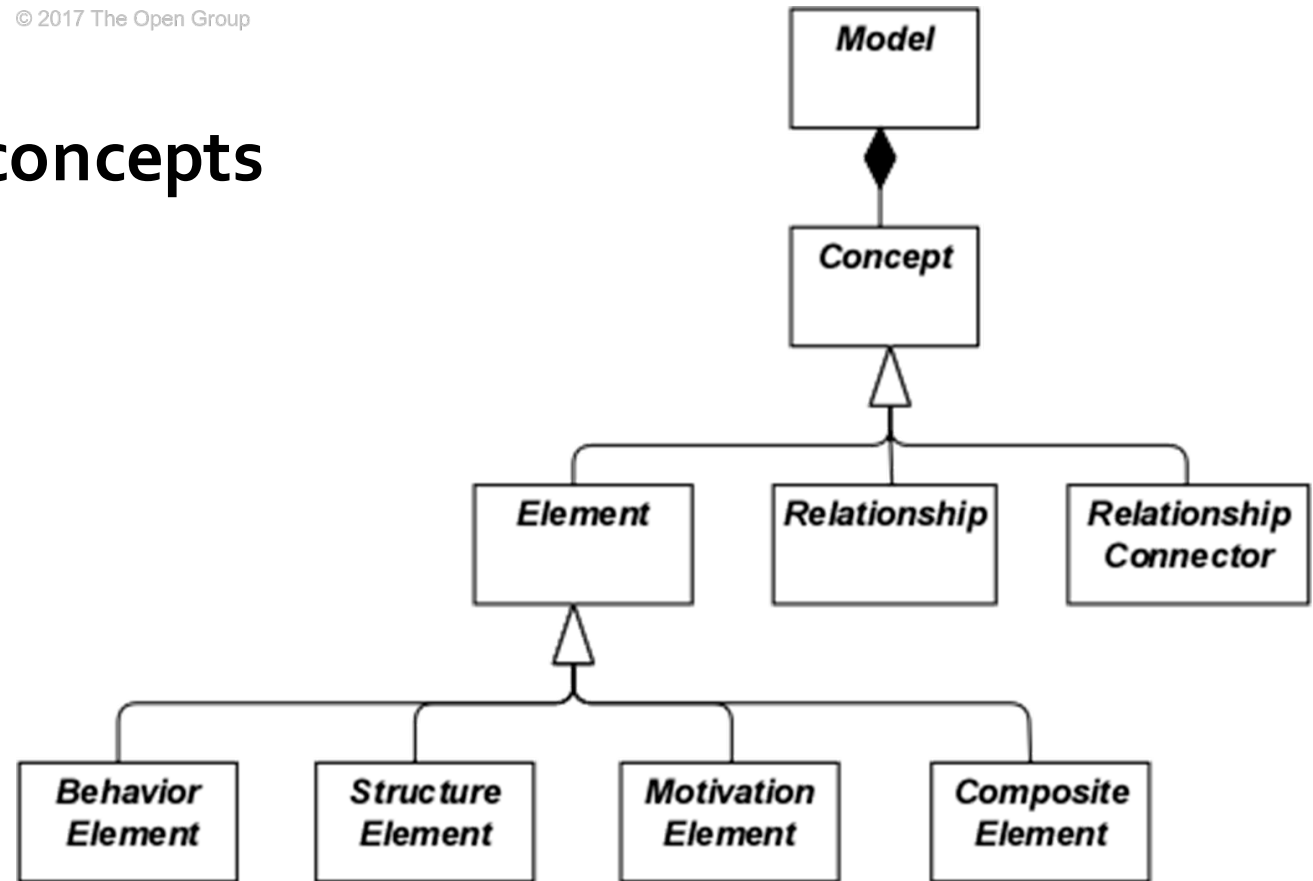 © 2017 The Open Group
concepts
Model
Concept
Element
Relationship
Relationship
Connector
Behavior
Element
Structure
Element
Motivation
Element
Composite
Element